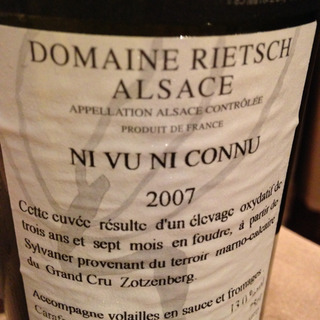 DOMAINE RIETSCH
ALSACE
APPELLATION ALSACE CONTRÔLÉE
PRODUIT DE FRANCE
NI VU NI CONNU
2007
Cette cuvée résulte d'un élevage oxydatif de
trois ans et sept mois en foudre, à partir de
Sylvaner provenant du terroir marno-calcaire
du Grand Cru Zotzenberg.
Accompagne volailles en sauce et fromages